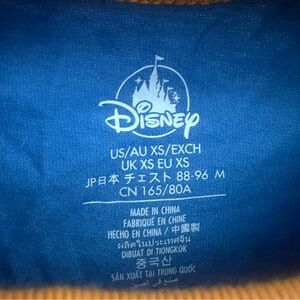 Disney
US/AU XS/EXCH
UK XS EU XS
JP日本 チェスト 88-96 M
CN 165/80A
MADE IN CHINA
FABRIQUÉ EN CHINE
HECHO EN CHINA / 中國製
ผลิตในประเทศจีน
DIBUAT DI TIONGKOK
중국산
SẢN XUẤT TẠI TRUNG QUỐC
صنع في الصين